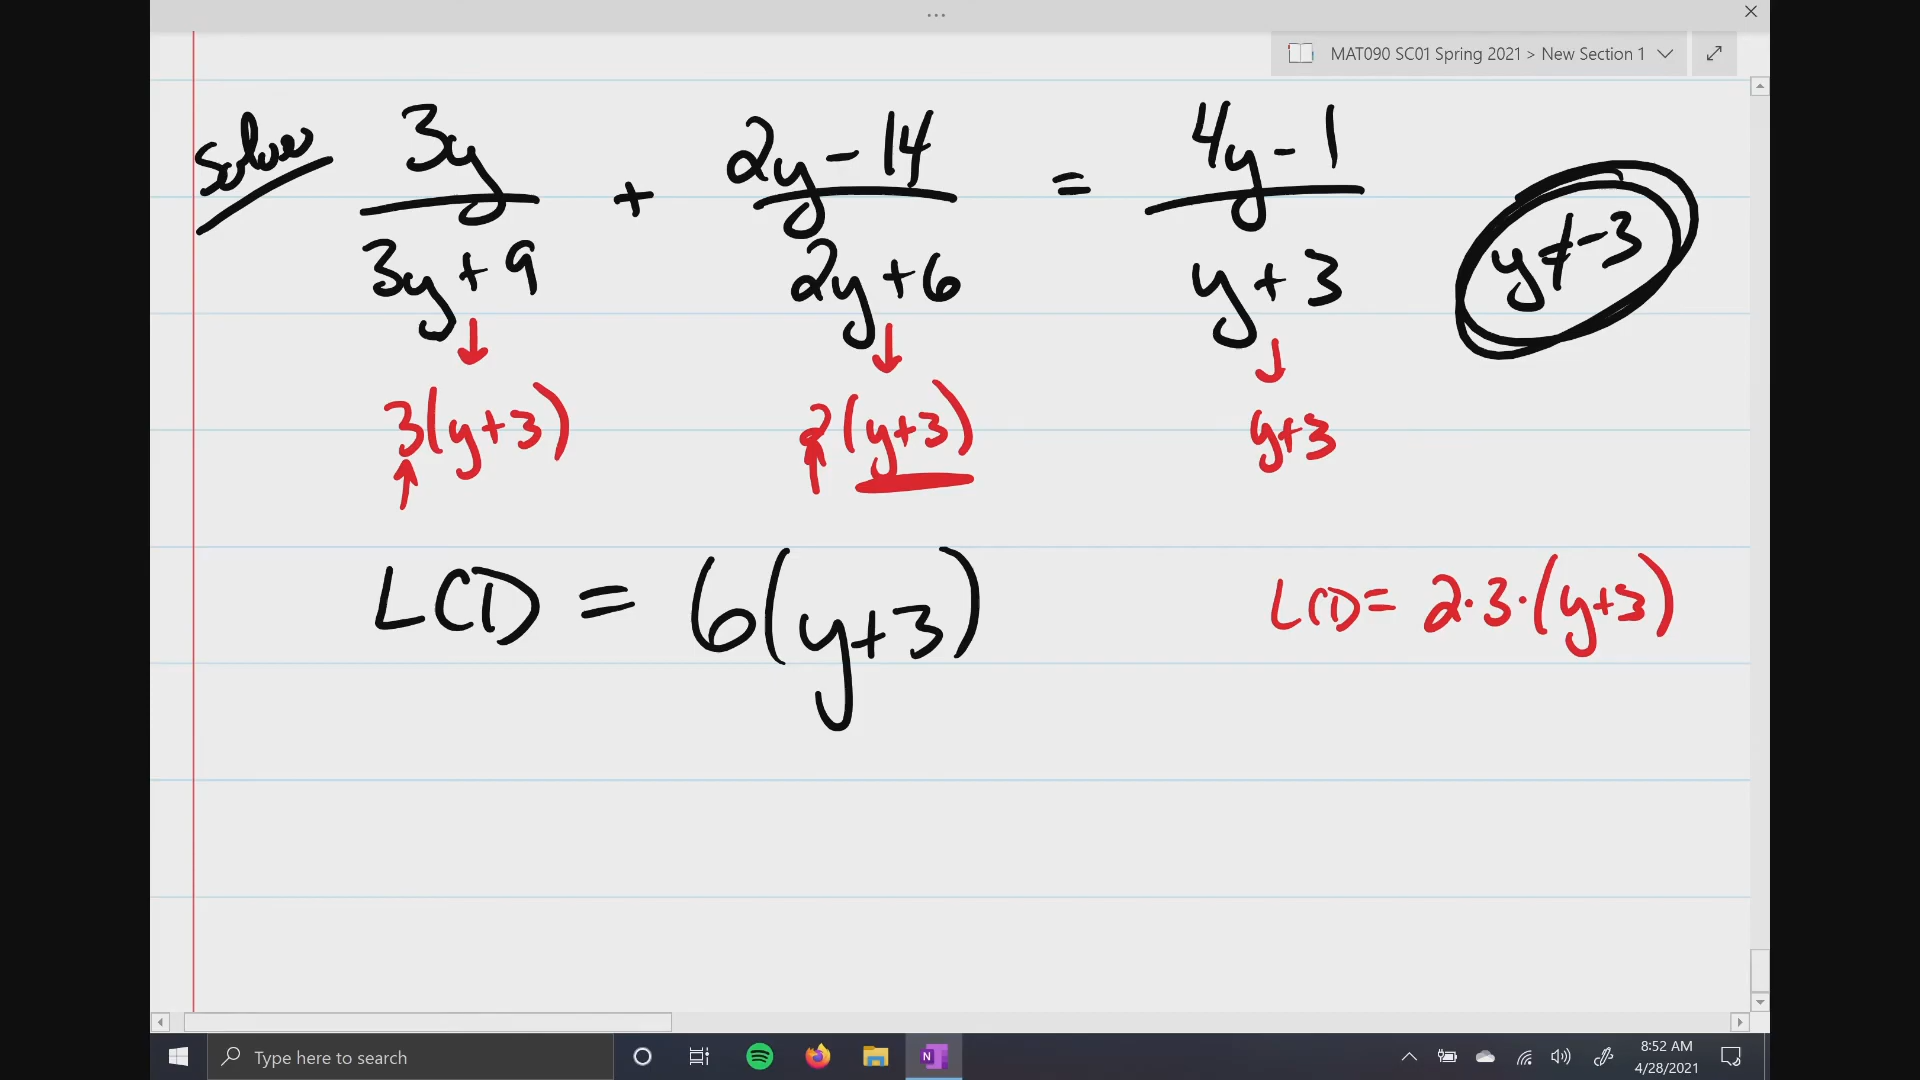 ...
MAT090 SC01 Spring 2021 > New Section 1
Solve 3y/(3y + 9) + (2y - 14)/(2y + 6) = (4y - 1)/(y + 3) y ≠ -3
3(y+3) 2(y+3) y+3
LCD = 6(y+3) LCD = 2·3·(y+3)
Type here to search
N
8:52 AM
4/28/2021